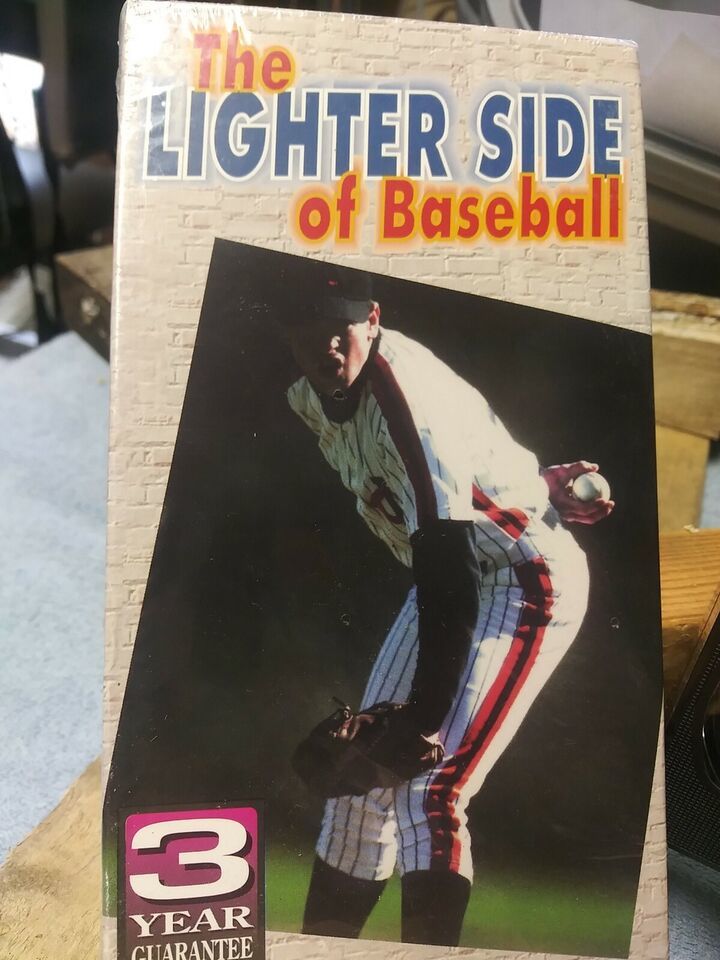 The
LIGHTER SIDE
of Baseball
3
YEAR
GUARANTEE